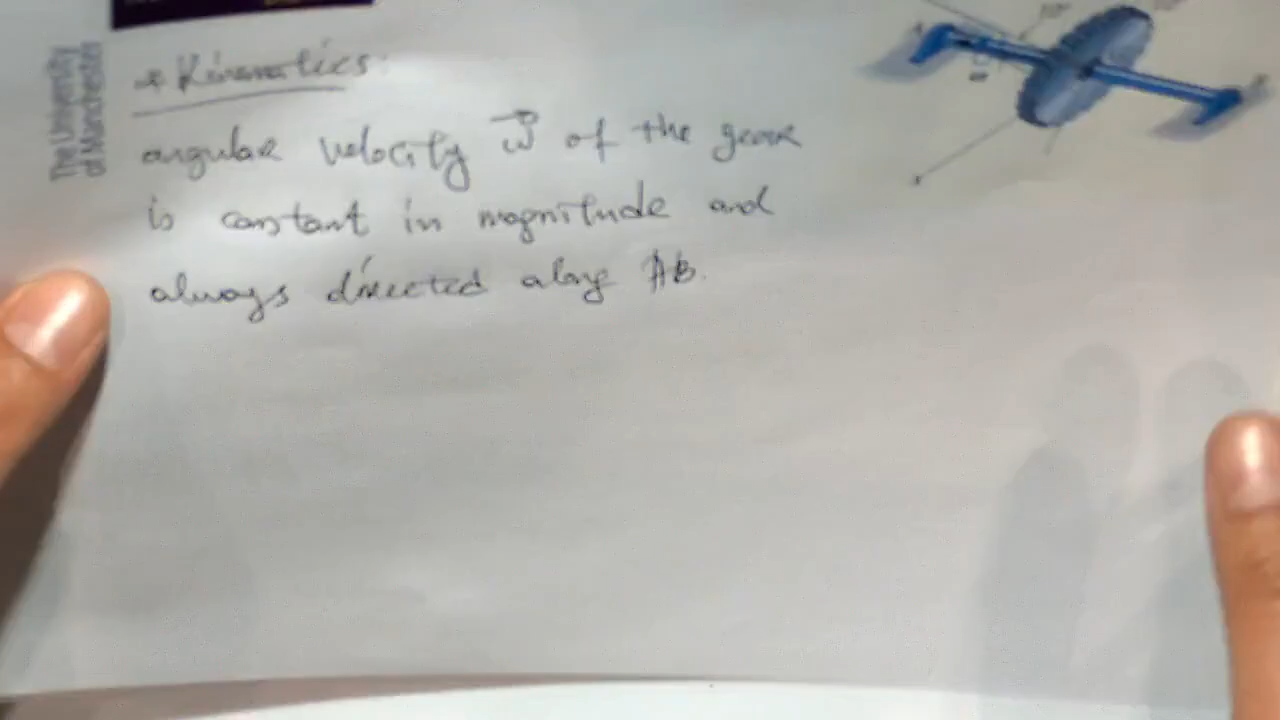 The University
of Manchester
→ Kinematics:
angular velocity ω⃗ of the gear
is constant in magnitude and
always directed along AB.